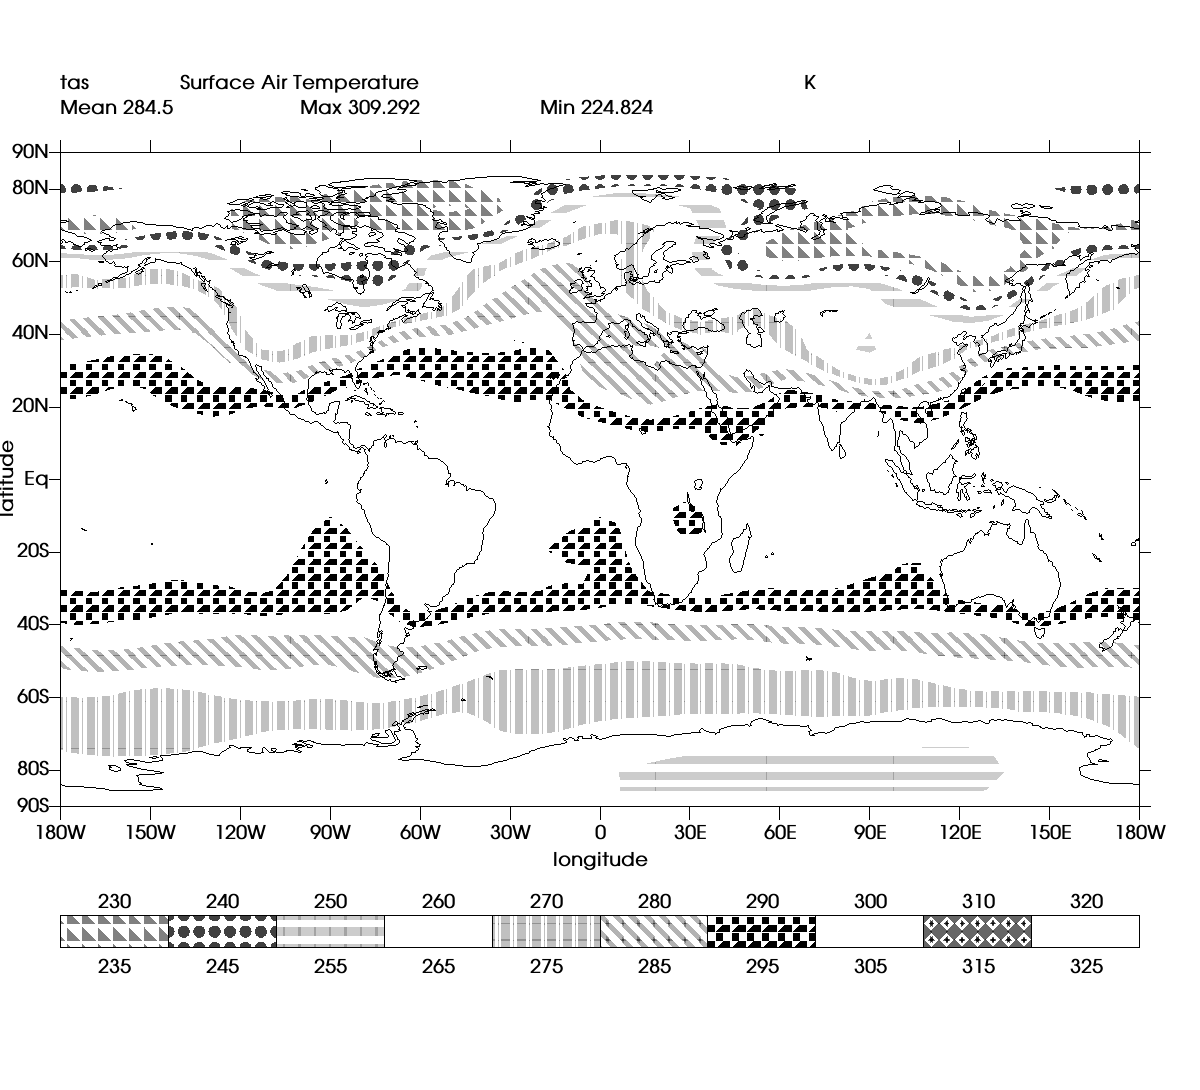 tas Surface Air Temperature K
Mean 284.5 Max 309.292 Min 224.824
90N
80N
60N
40N
20N
Eq
20S
40S
60S
80S
90S
latitude
180W 150W 120W 90W 60W 30W 0 30E 60E 90E 120E 150E 180W
longitude
230 240 250 260 270 280 290 300 310 320
235 245 255 265 275 285 295 305 315 325